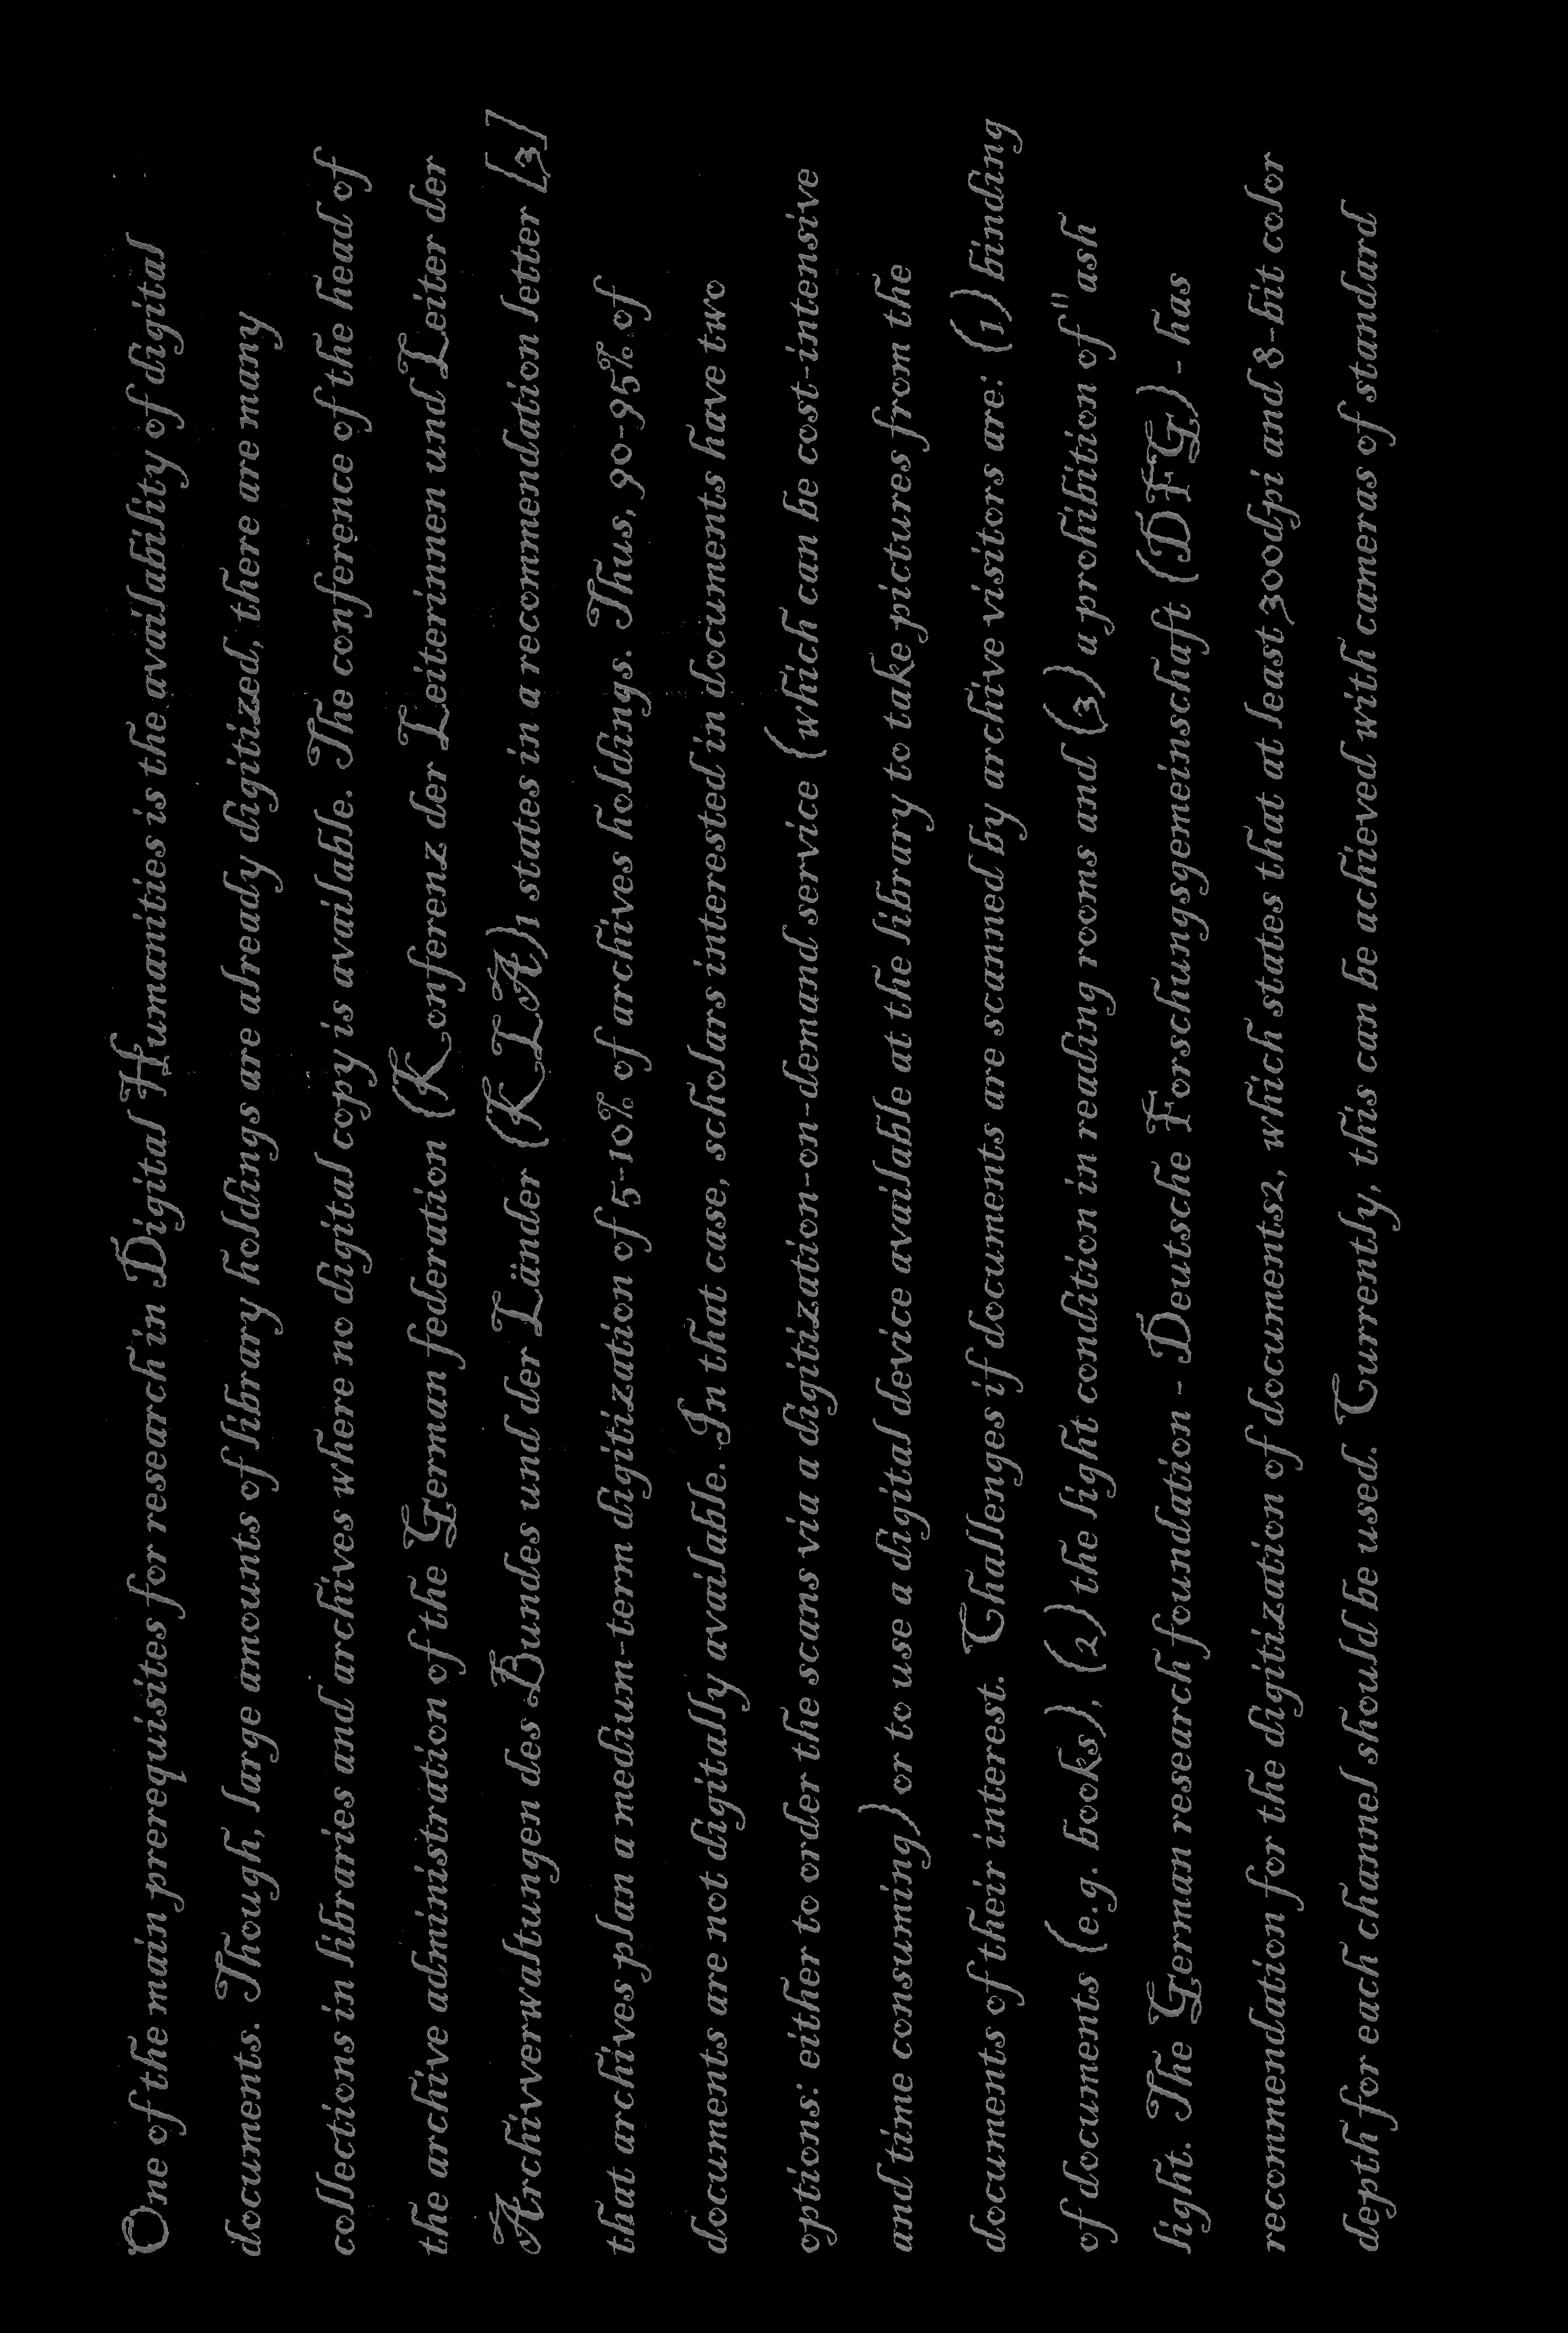 One of the main prerequisites for research in Digital Humanities is the availability of digital
documents. Though, large amounts of library holdings are already digitized, there are many
collections in libraries and archives where no digital copy is available. The conference of the head of
the archive administration of the German federation (Konferenz der Leiterinnen und Leiter der
Archivverwaltungen des Bundes und der Länder (KLA)1 states in a recommendation letter [3]
that archives plan a medium-term digitization of 5-10% of archives holdings. Thus, 90-95% of
documents are not digitally available. In that case, scholars interested in documents have two
options: either to order the scans via a digitization-on-demand service (which can be cost-intensive
and time consuming) or to use a digital device available at the library to take pictures from the
documents of their interest. Challenges if documents are scanned by archive visitors are: (1) binding
of documents (e.g. books), (2) the light condition in reading rooms and (3) a prohibition of "ash
light. The German research foundation - Deutsche Forschungsgemeinschaft (DFG) - has
recommendation for the digitization of documents2, which states that at least 300dpi and 8-bit color
depth for each channel should be used. Currently, this can be achieved with cameras of standard